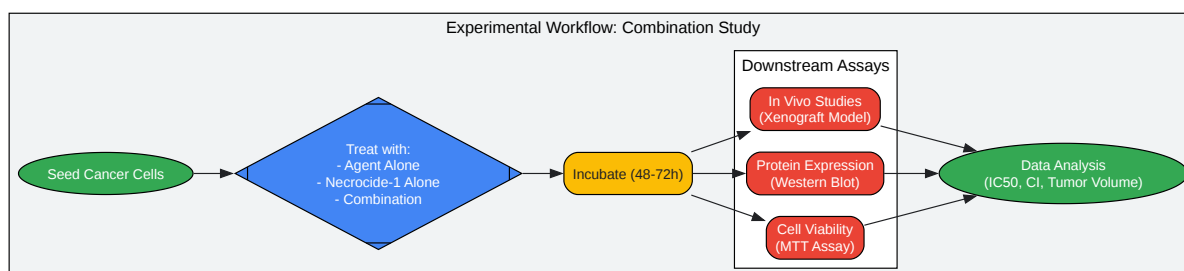 Experimental Workflow: Combination Study
Seed Cancer Cells
Treat with:
- Agent Alone
- Necrocide-1 Alone
- Combination
Incubate (48-72h)
Downstream Assays
In Vivo Studies
(Xenograft Model)
Protein Expression
(Western Blot)
Cell Viability
(MTT Assay)
Data Analysis
(IC50, CI, Tumor Volume)